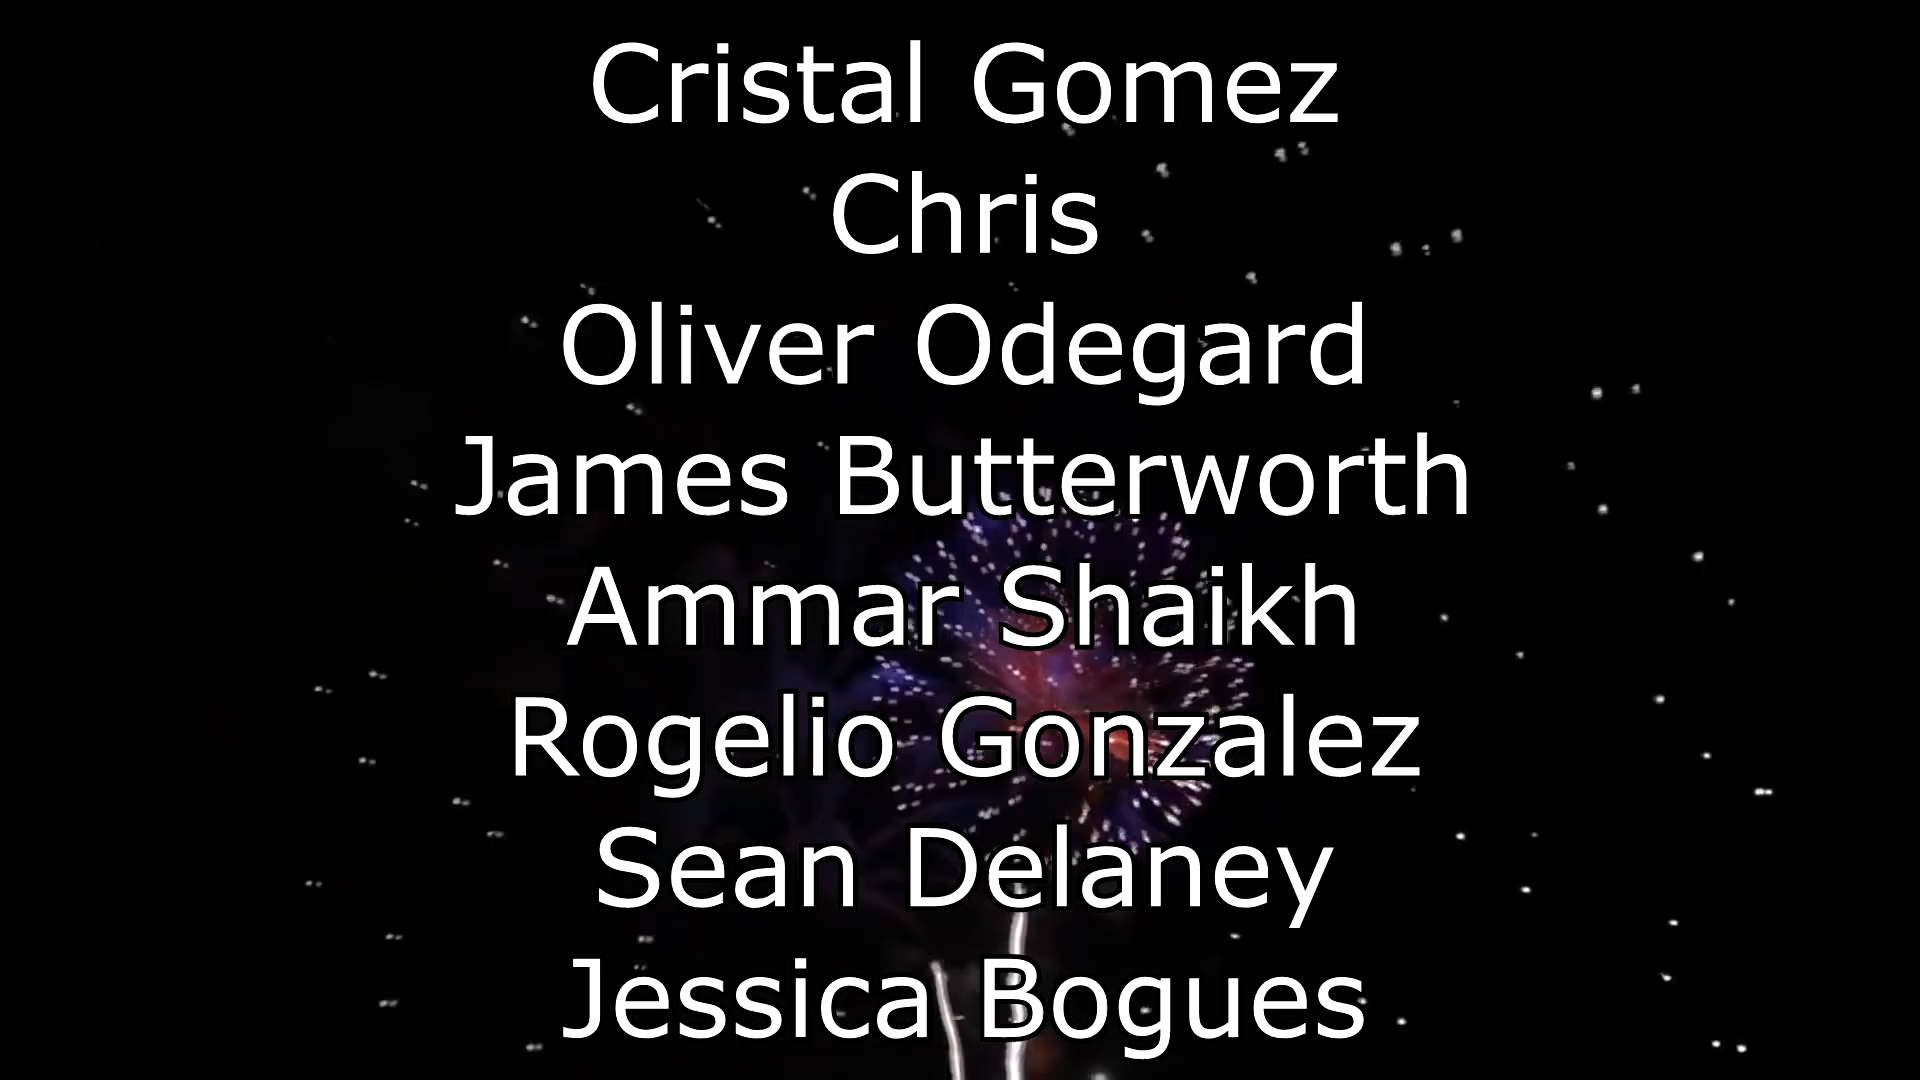 Cristal Gomez
Chris
Oliver Odegard
James Butterworth
Ammar Shaikh
Rogelio Gonzalez
Sean Delaney
Jessica Bogues